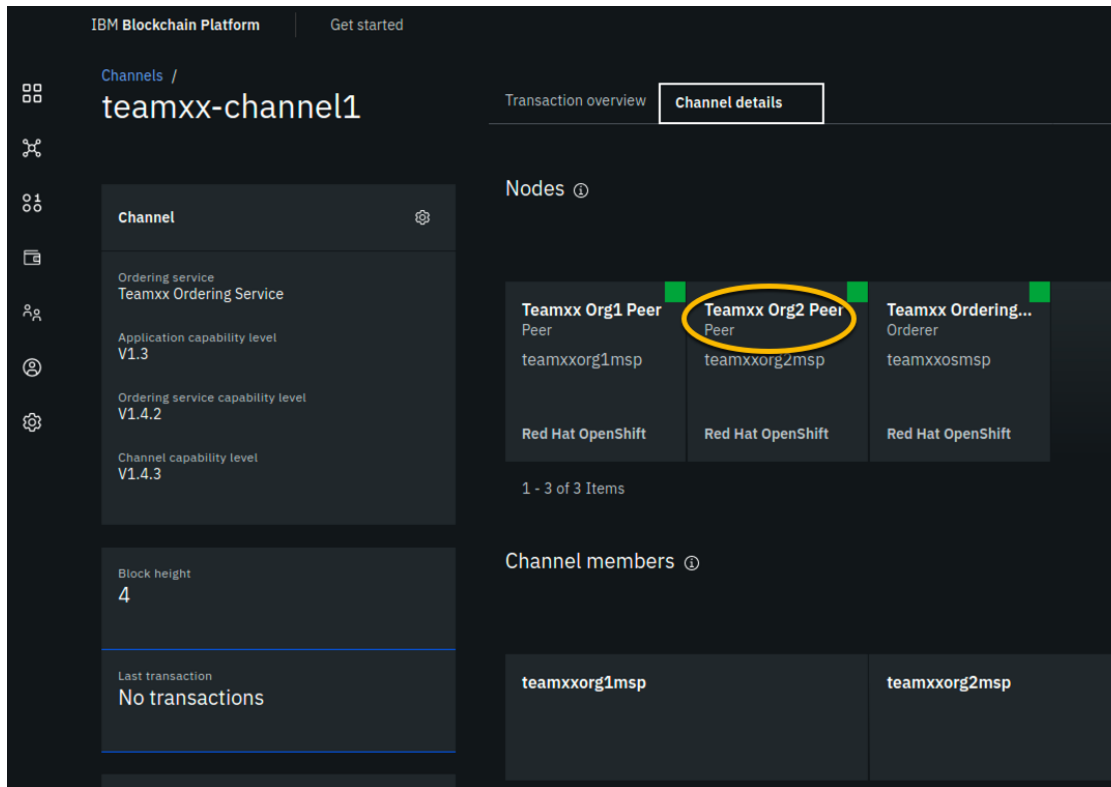 IBM Blockchain Platform
Get started
Channels /
teamxx-channel1
Transaction overview
Channel details
Channel
Ordering service
Teamxx Ordering Service
Application capability level
V1.3
Ordering service capability level
V1.4.2
Channel capability level
V1.4.3
Block height
4
Last transaction
No transactions
Nodes
Teamxx Org1 Peer
Peer
teamxxorg1msp
Red Hat OpenShift
Teamxx Org2 Peer
Peer
teamxxorg2msp
Red Hat OpenShift
Teamxx Ordering...
Orderer
teamxxosmsp
Red Hat OpenShift
1 - 3 of 3 Items
Channel members
teamxxorg1msp
teamxxorg2msp